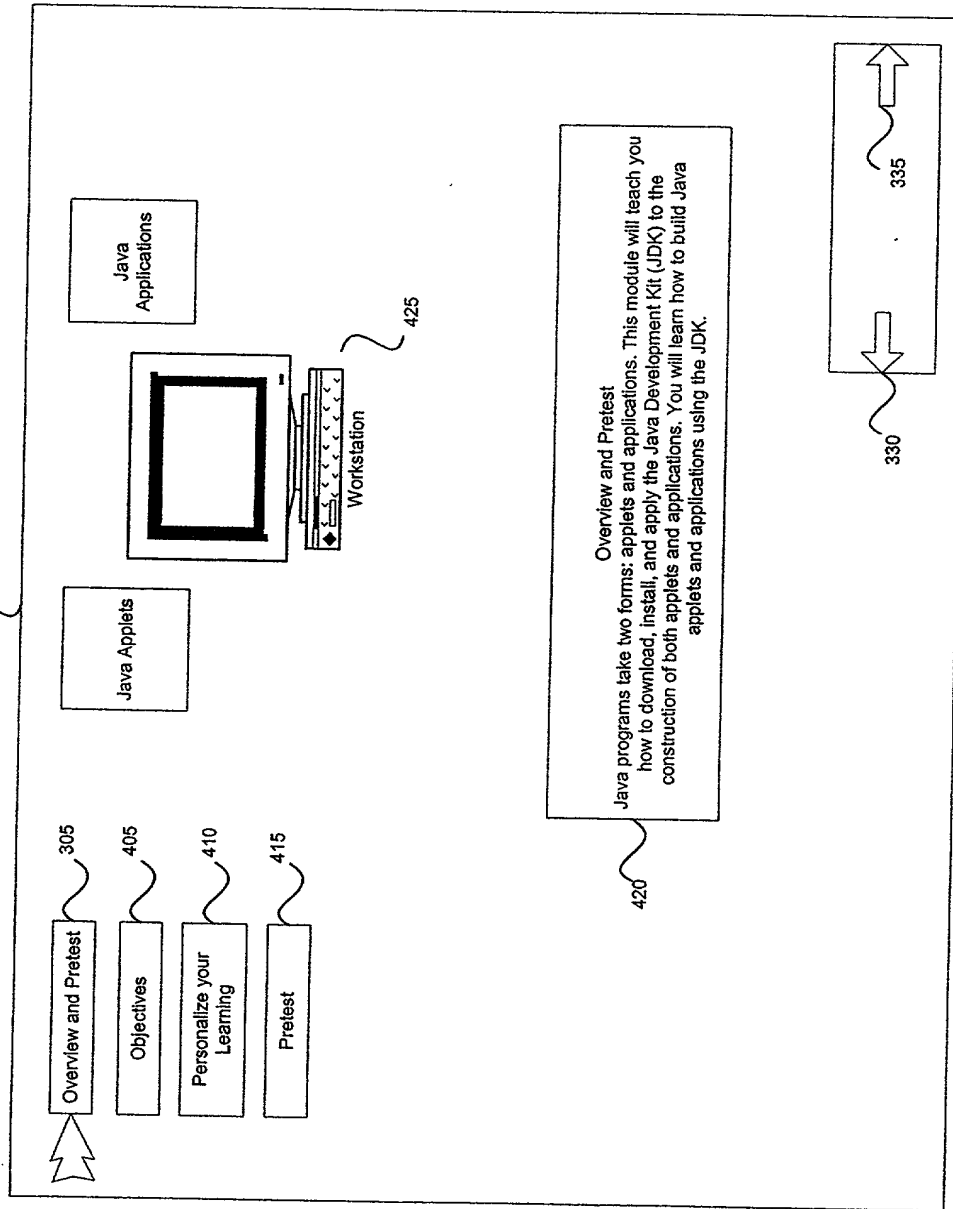 Overview and Pretest
305
Objectives
405
Personalize your
Learning
410
Pretest
415
Java Applets
Java
Applications
Workstation
425
Overview and Pretest
Java programs take two forms: applets and applications. This module will teach you
how to download, install, and apply the Java Development Kit (JDK) to the
construction of both applets and applications. You will learn how to build Java
applets and applications using the JDK.
420
330
335